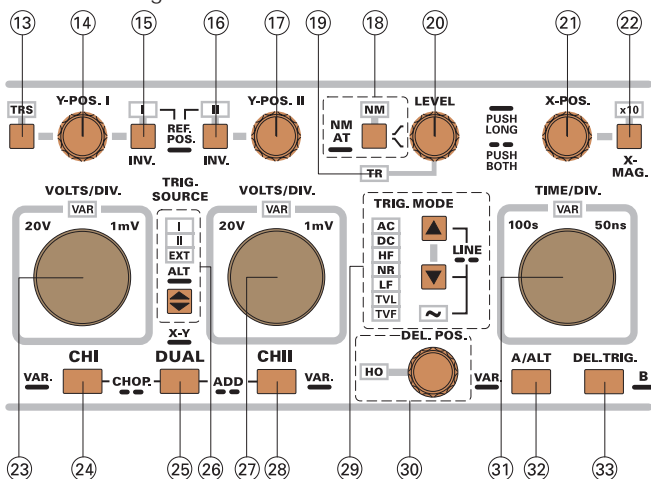 13 14 15 16 17 19 18 20 21 22
TRS Y-POS. I I II Y-POS. II NM LEVEL X-POS. x10
REF. POS.
NM AT
PUSH LONG
PUSH BOTH
INV. INV. TR X-MAG.
VOLTS/DIV. TRIG. SOURCE VOLTS/DIV. TRIG. MODE TIME/DIV.
VAR VAR VAR
20V 1mV 20V 1mV 100s 50ns
I
II
EXT
ALT
AC
DC
HF
NR
LF
TVL
TVF
LINE
~
X-Y
DEL. POS.
HO
CHI DUAL CHII A/ALT DEL.TRIG.
VAR. CHOP. ADD VAR. VAR. B
23 24 25 26 27 28 29 30 31 32 33